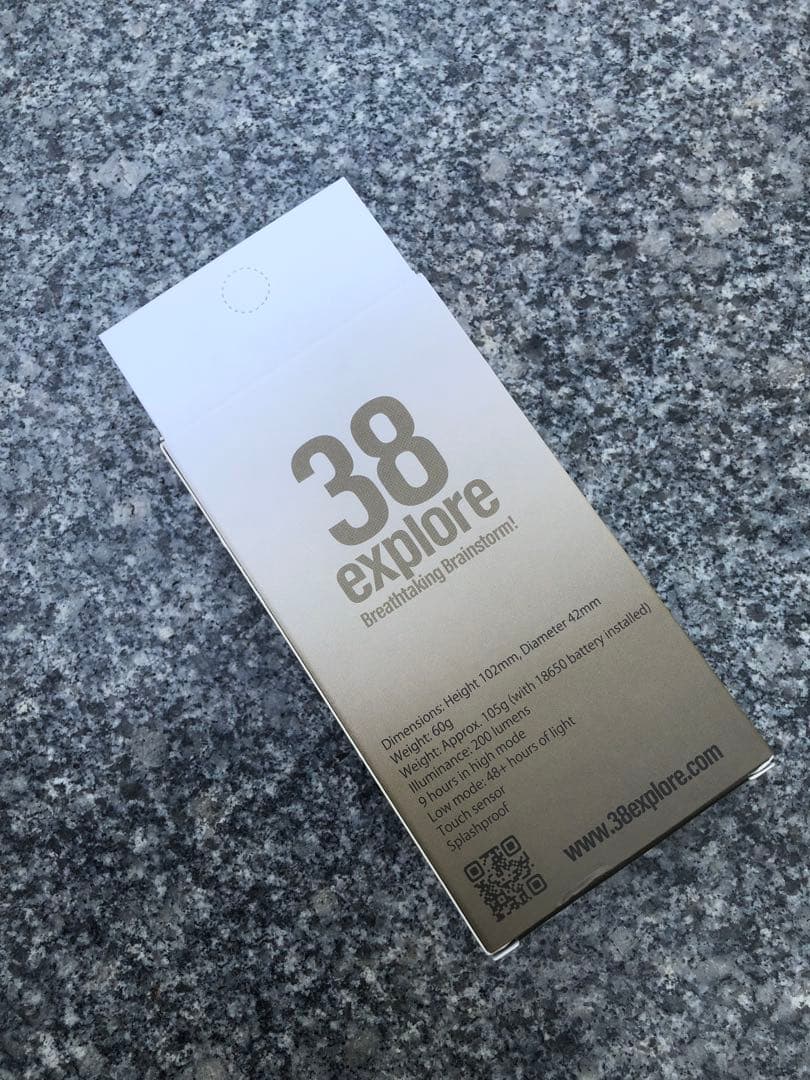 38
explore
Breathtaking Brainstorm!
Dimensions: Height 102mm, Diameter 42mm
Weight: 60g
Weight: Approx. 105g (with 18650 battery installed)
Illuminance: 200 lumens
9 hours in high mode
Low mode: 48+ hours of light
Touch sensor
Splashproof
www.38explore.com